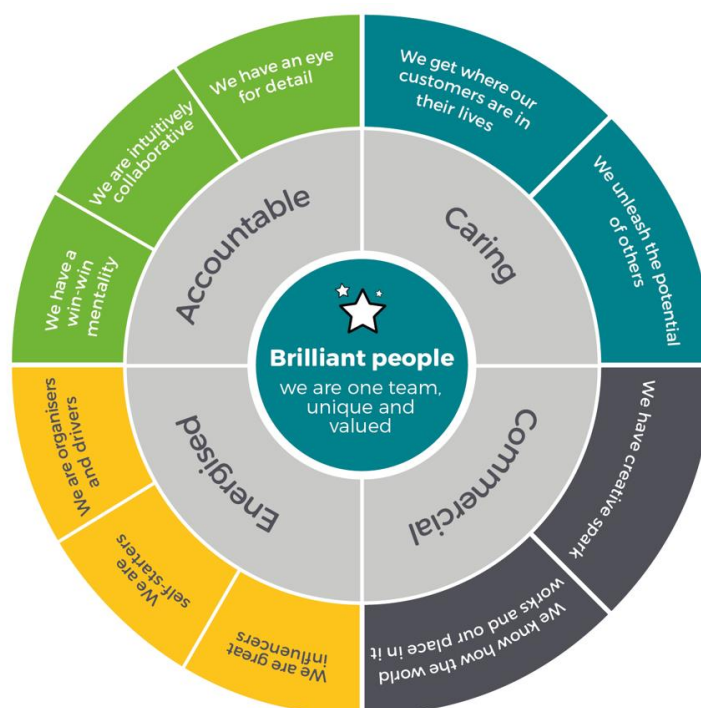 Brilliant people
we are one team,
unique and
valued
Accountable
We have a
win-win
mentality
We are intuitively
collaborative
We have an eye
for detail
Caring
We get where our
customers are in
their lives
We unleash the potential
of others
Commercial
We have creative spark
We know how the world
works and our place in it
Energised
We are great
influencers
We are
self-starters
We are organisers
and drivers